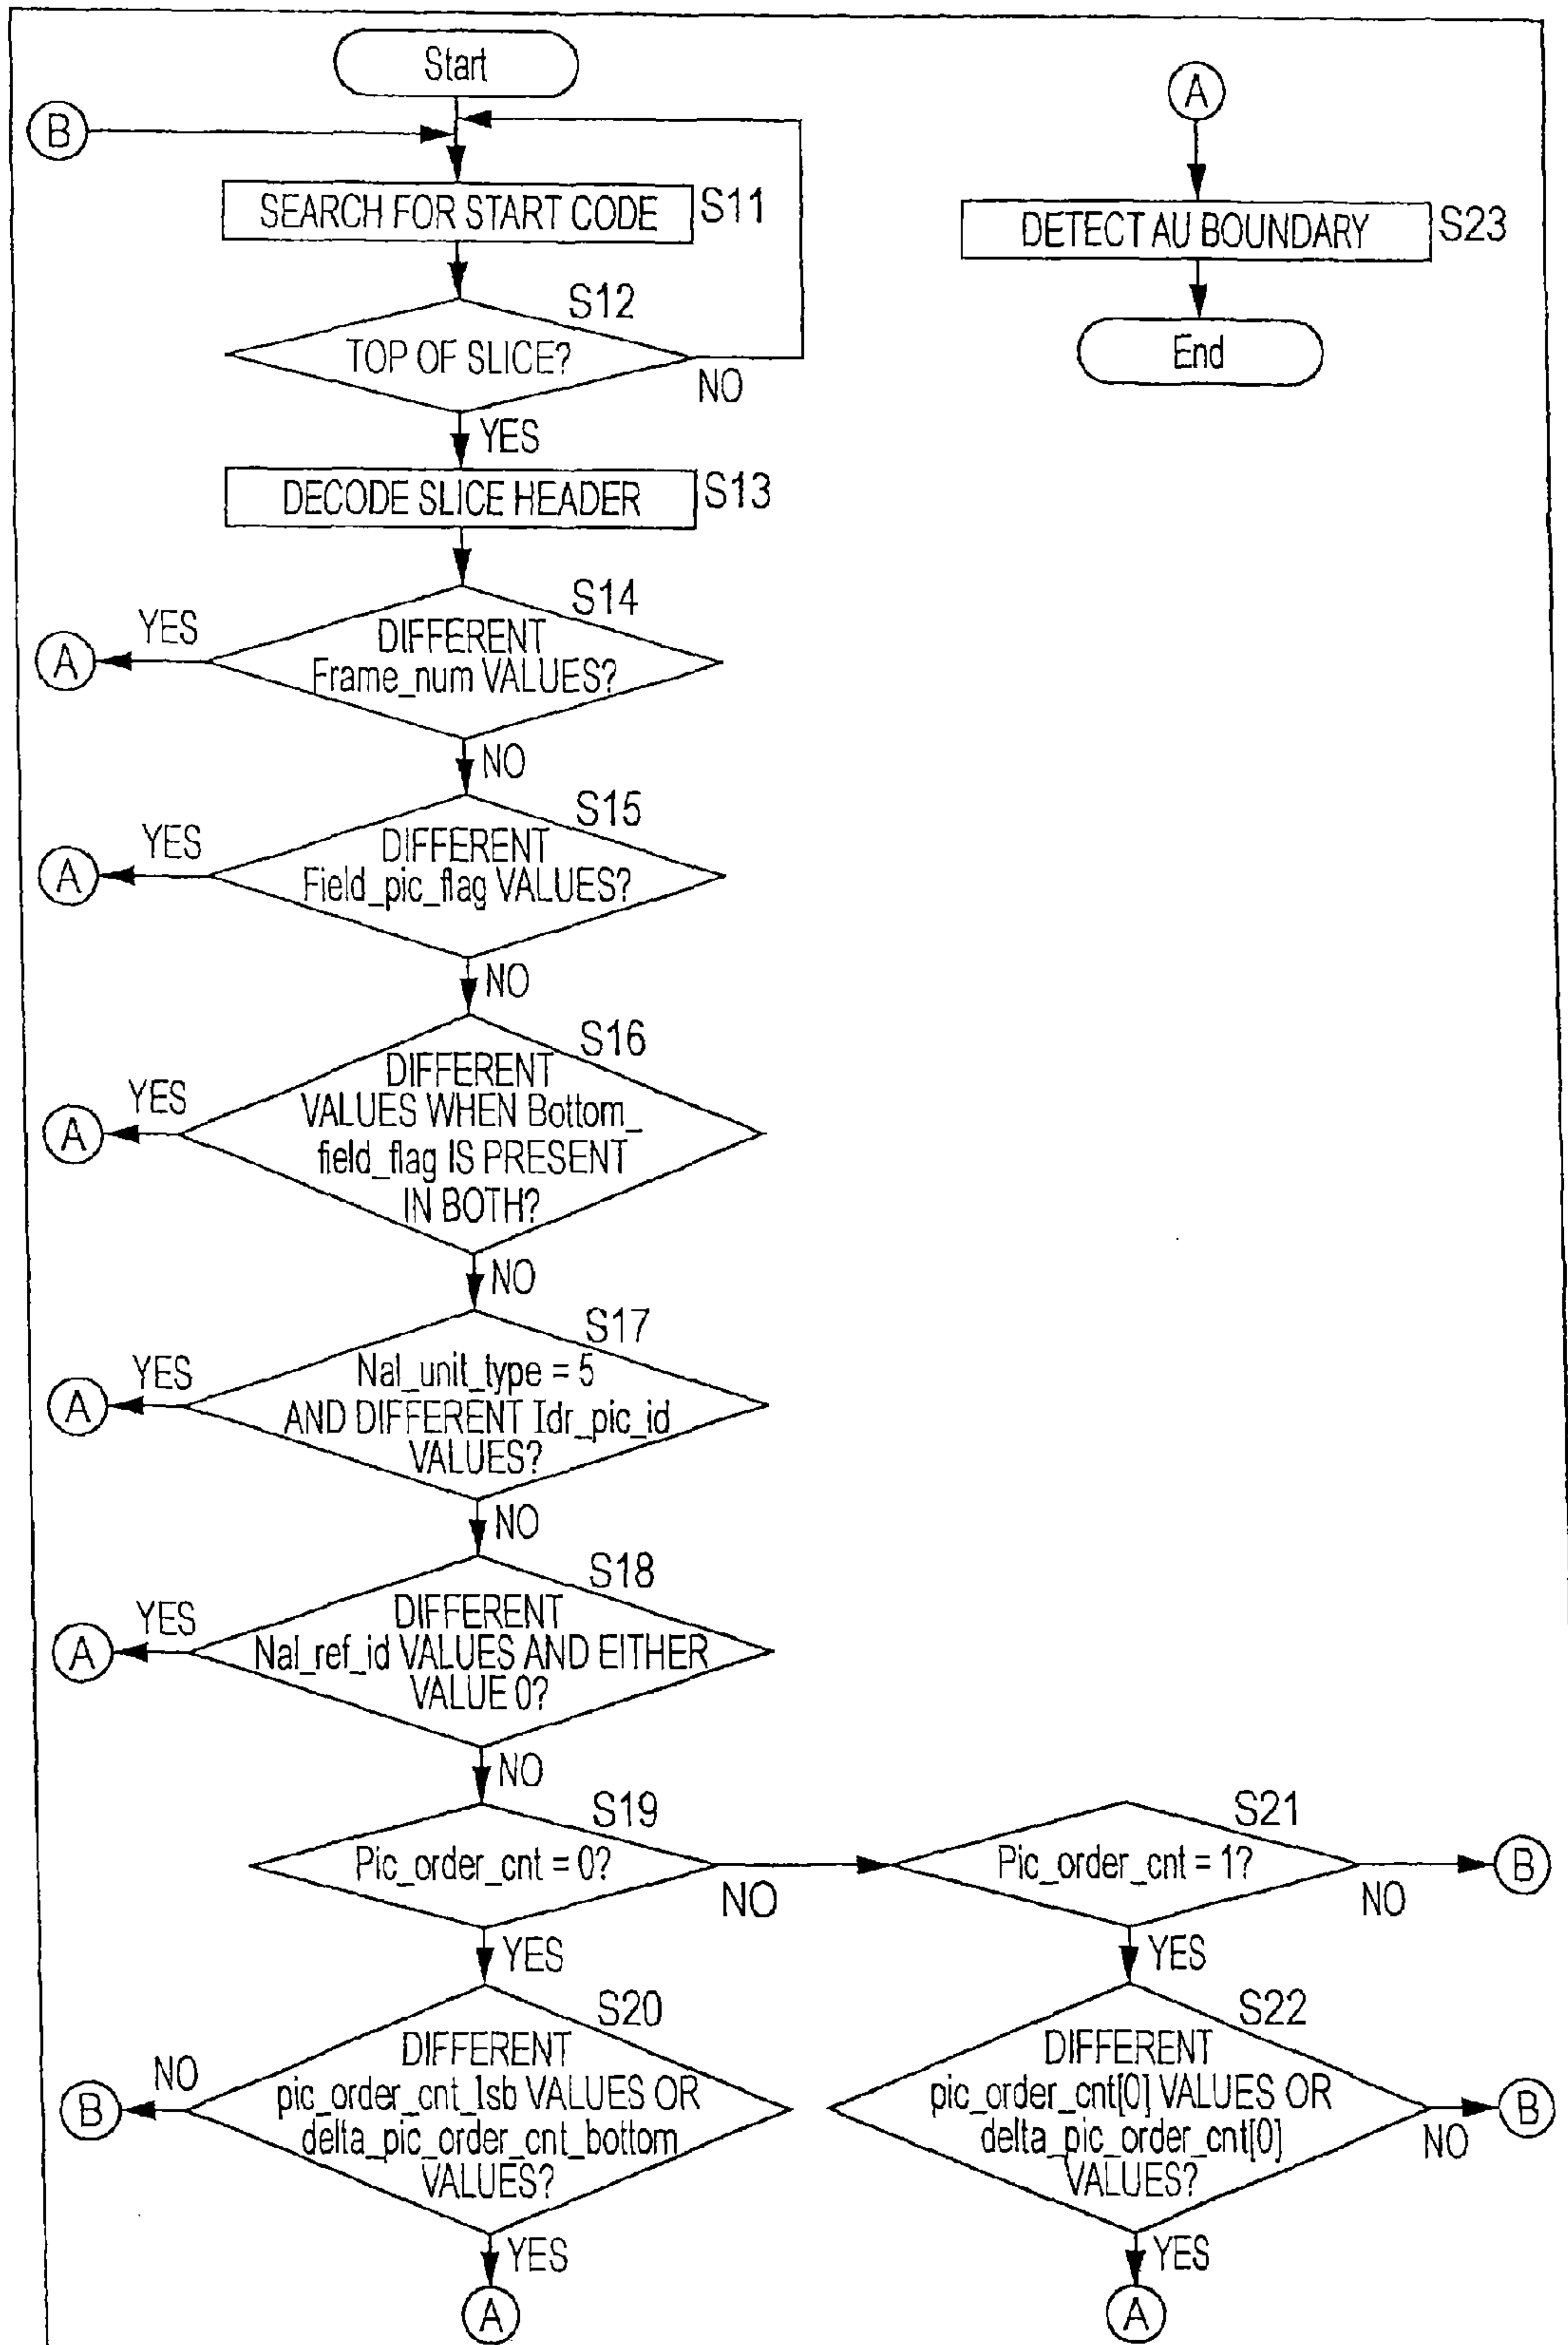 Start
B
SEARCH FOR START CODE
S11
S12
TOP OF SLICE?
NO
YES
DECODE SLICE HEADER
S13
S14
DIFFERENT
Frame_num VALUES?
YES
A
NO
S15
DIFFERENT
Field_pic_flag VALUES?
YES
A
NO
S16
DIFFERENT
VALUES WHEN Bottom_
field_flag IS PRESENT
IN BOTH?
YES
A
NO
S17
Nal_unit_type = 5
AND DIFFERENT Idr_pic_id
VALUES?
YES
A
NO
S18
DIFFERENT
Nal_ref_id VALUES AND EITHER
VALUE 0?
YES
A
NO
S19
Pic_order_cnt = 0?
NO
YES
S20
DIFFERENT
pic_order_cnt_lsb VALUES OR
delta_pic_order_cnt_bottom
VALUES?
NO
B
YES
A
S21
Pic_order_cnt = 1?
NO
B
YES
S22
DIFFERENT
pic_order_cnt[0] VALUES OR
delta_pic_order_cnt[0]
VALUES?
NO
B
YES
A
A
DETECT AU BOUNDARY
S23
End